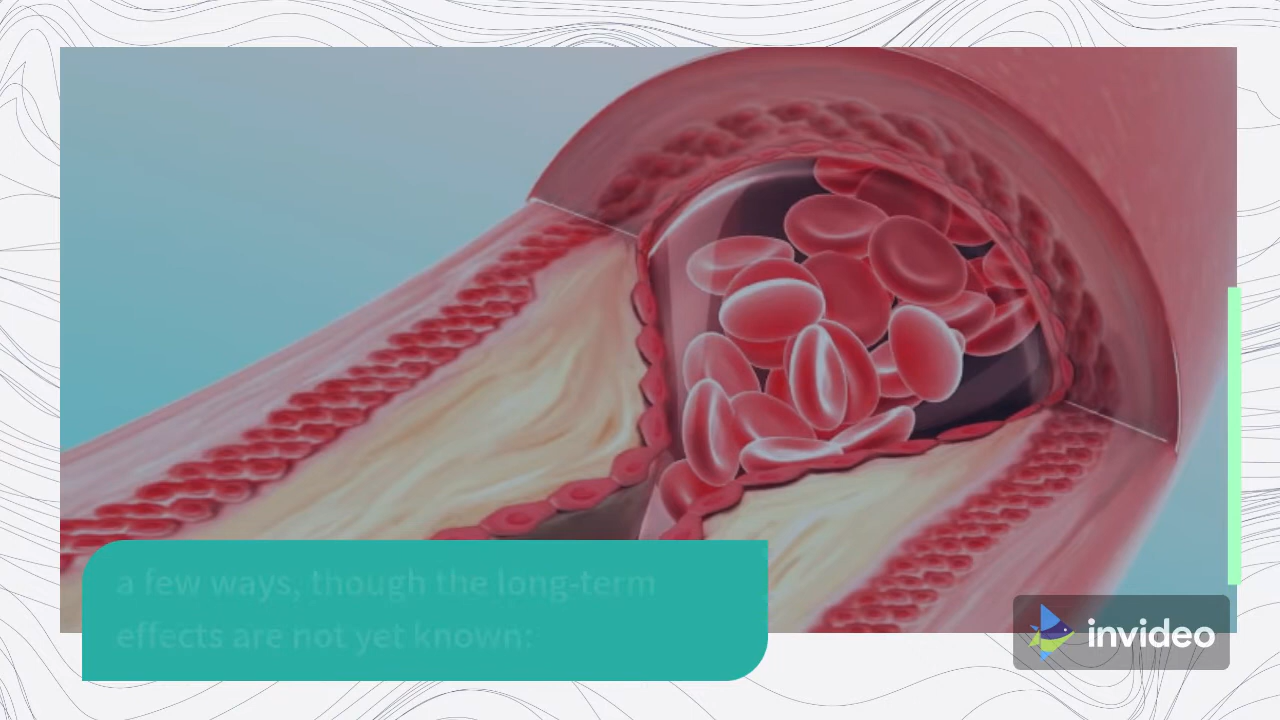 a few ways, though the long-term
effects are not yet known:
invideo